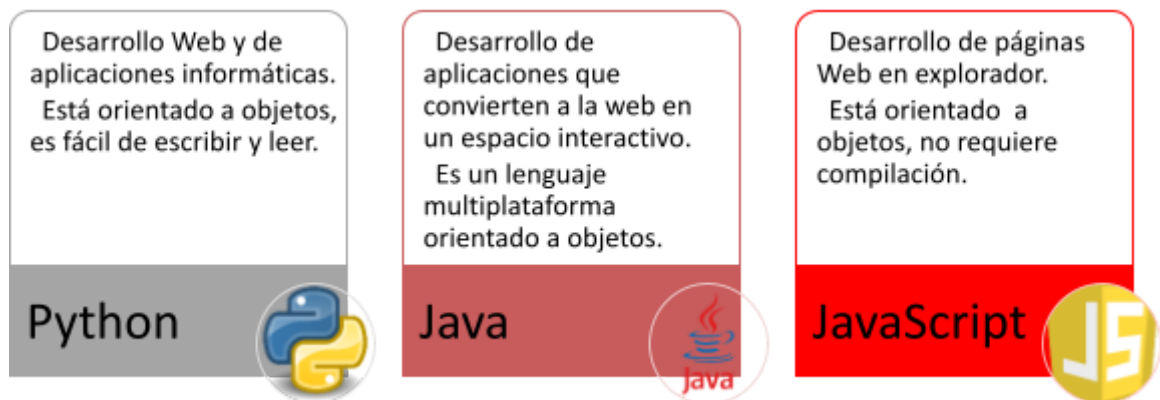 Desarrollo Web y de
aplicaciones informáticas.
Está orientado a objetos,
es fácil de escribir y leer.
Python
Desarrollo de
aplicaciones que
convierten a la web en
un espacio interactivo.
Es un lenguaje
multiplataforma
orientado a objetos.
Java
Java
Desarrollo de páginas
Web en explorador.
Está orientado a
objetos, no requiere
compilación.
JavaScript
JS